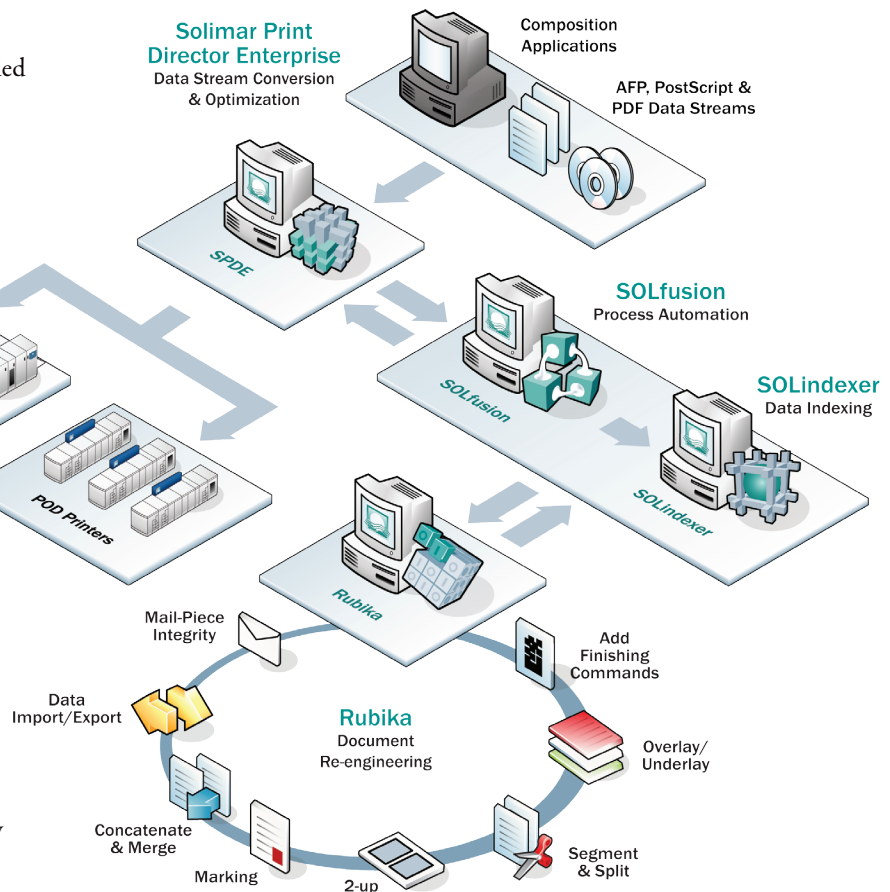 Solimar Print
Director Enterprise
Data Stream Conversion
& Optimization
Composition
Applications
AFP, PostScript &
PDF Data Streams
SPDE
SOLfusion
Process Automation
SOLfusion
SOLindexer
Data Indexing
SOLindexer
POD Printers
Rubika
Mail-Piece
Integrity
Add
Finishing
Commands
Data
Import/Export
Rubika
Document
Re-engineering
Overlay/
Underlay
Concatenate
& Merge
Marking
2-up
Segment
& Split